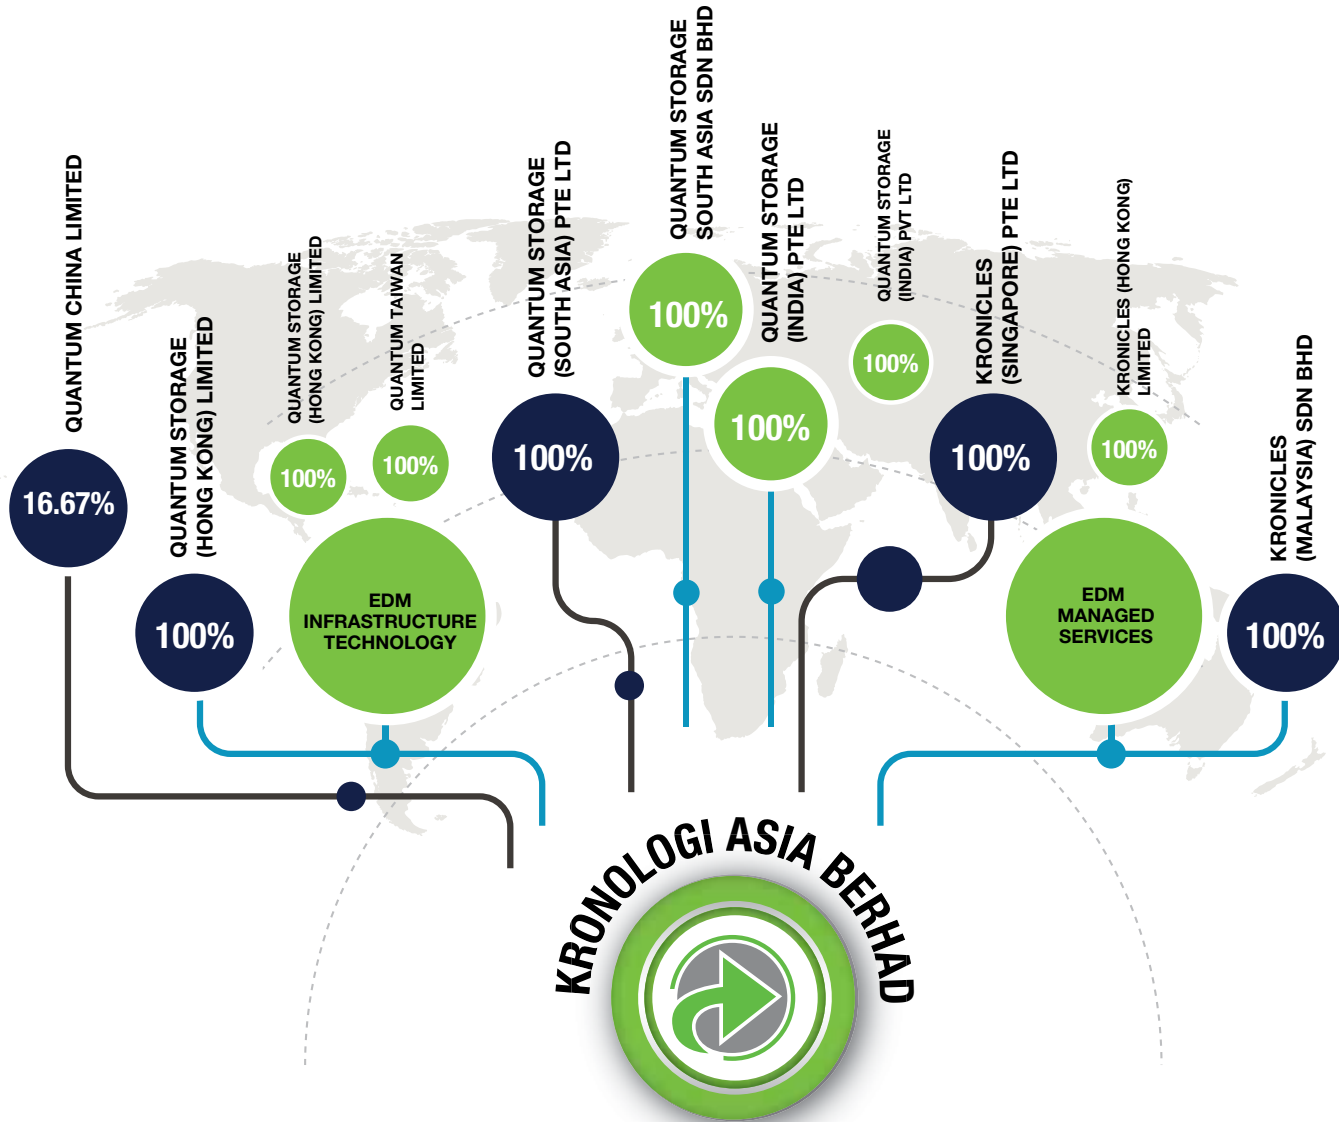 QUANTUM CHINA LIMITED
16.67%
QUANTUM STORAGE
(HONG KONG) LIMITED
100%
QUANTUM STORAGE
(HONG KONG) LIMITED
100%
QUANTUM TAIWAN
LIMITED
100%
EDM
INFRASTRUCTURE
TECHNOLOGY
QUANTUM STORAGE
(SOUTH ASIA) PTE LTD
100%
QUANTUM STORAGE
SOUTH ASIA SDN BHD
100%
QUANTUM STORAGE
(INDIA) PTE LTD
100%
QUANTUM STORAGE
(INDIA) PVT LTD
100%
KRONICLES
(SINGAPORE) PTE LTD
100%
KRONICLES (HONG KONG)
LIMITED
100%
EDM
MANAGED
SERVICES
KRONICLES
(MALAYSIA) SDN BHD
100%
KRONOLOGI ASIA BERHAD